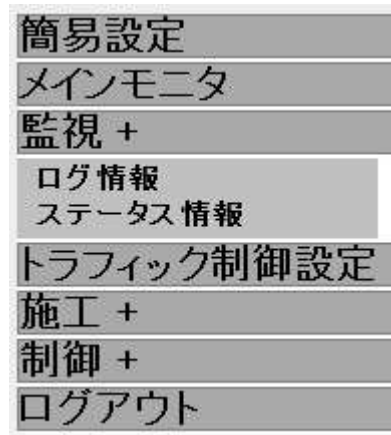 簡易設定
メインモニタ
監視 +
ログ情報
ステータス情報
トラフィック制御設定
施工 +
制御 +
ログアウト